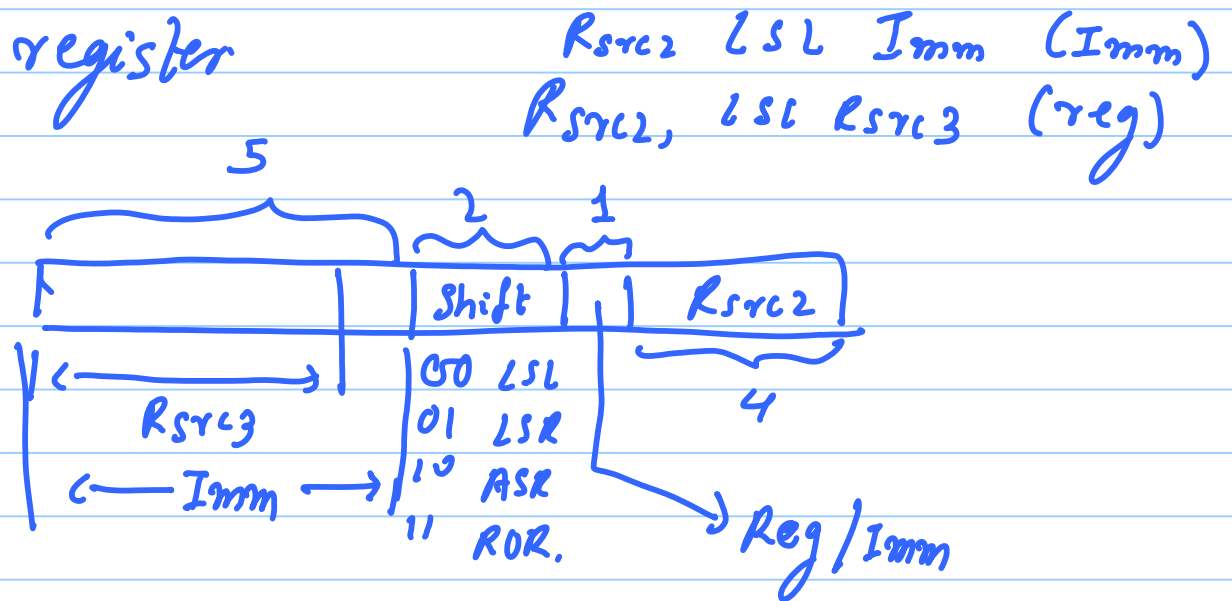 register Rsrc2 LSL Imm (Imm)
Rsrc2, LSL Rsrc3 (reg)
5 2 1
Shift Rsrc2
00 LSL 4
Rsrc3 01 LSR
Imm 10 ASR
11 ROR. Reg/Imm